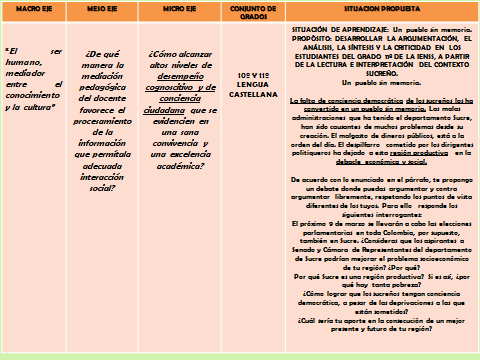 MACRO EJE
MESO EJE
MICRO EJE
CONJUNTO DE
GRADOS
SITUACION PROPUESTA
"El ser
humano,
mediador
entre el
conocimiento
y la cultura"
¿De qué
manera la
mediación
pedagógica
del docente
favorece el
procesamiento
de la
información
que permitala
adecuada
interacción
social?
¿Cómo alcanzar
altos niveles de
desempeño
cognoscitivo y de
conciencia
ciudadana que se
evidencien en
una sana
convivencia y
una excelencia
académica?
10º Y 11º
LENGUA
CASTELLANA
SITUACIÓN DE APRENDIZAJE: Un pueblo sin memoria.
PROPÓSITO: DESARROLLAR LA ARGUMENTACIÓN, EL
ANÁLISIS, LA SÍNTESIS Y LA CRITICIDAD EN LOS
ESTUDIANTES DEL GRADO 11º DE LA IENSS, A PARTIR
DE LA LECTURA E INTERPRETACIÓN DEL CONTEXTO
SUCREÑO.
Un pueblo sin memoria.
La falta de conciencia democrática de los sucreños los ha
convertido en un pueblo sin memoria. Las malas
administraciones que ha tenido el departamento Sucre,
han sido causantes de muchos problemas desde su
creación. El malgasto de dineros públicos, está a la
orden del día. El despilfarro cometido por los dirigentes
politiqueros ha dejado a esta región productiva en la
debacle económica y social.
De acuerdo con lo enunciado en el párrafo, te propongo
un debate donde puedas argumentar y contra
argumentar libremente, respetando los puntos de vista
diferentes de los tuyos. Para ello responde los
siguientes interrogantes:
El próximo 9 de marzo se llevarán a cabo las elecciones
parlamentarias en toda Colombia, por supuesto,
también en Sucre. ¿Consideras que los aspirantes a
Senado y Cámara de Representantes del departamento
de Sucre podrían mejorar el problema socioeconómico
de tu región? ¿Por qué?
Por qué Sucre es una región productiva? Si es así, ¿por
qué hay tanta pobreza?
¿Cómo lograr que los sucreños tengan conciencia
democrática, a pesar de las deprivaciones a las que
están sometidos?
¿Cuál sería tu aporte en la consecución de un mejor
presente y futuro de tu región?